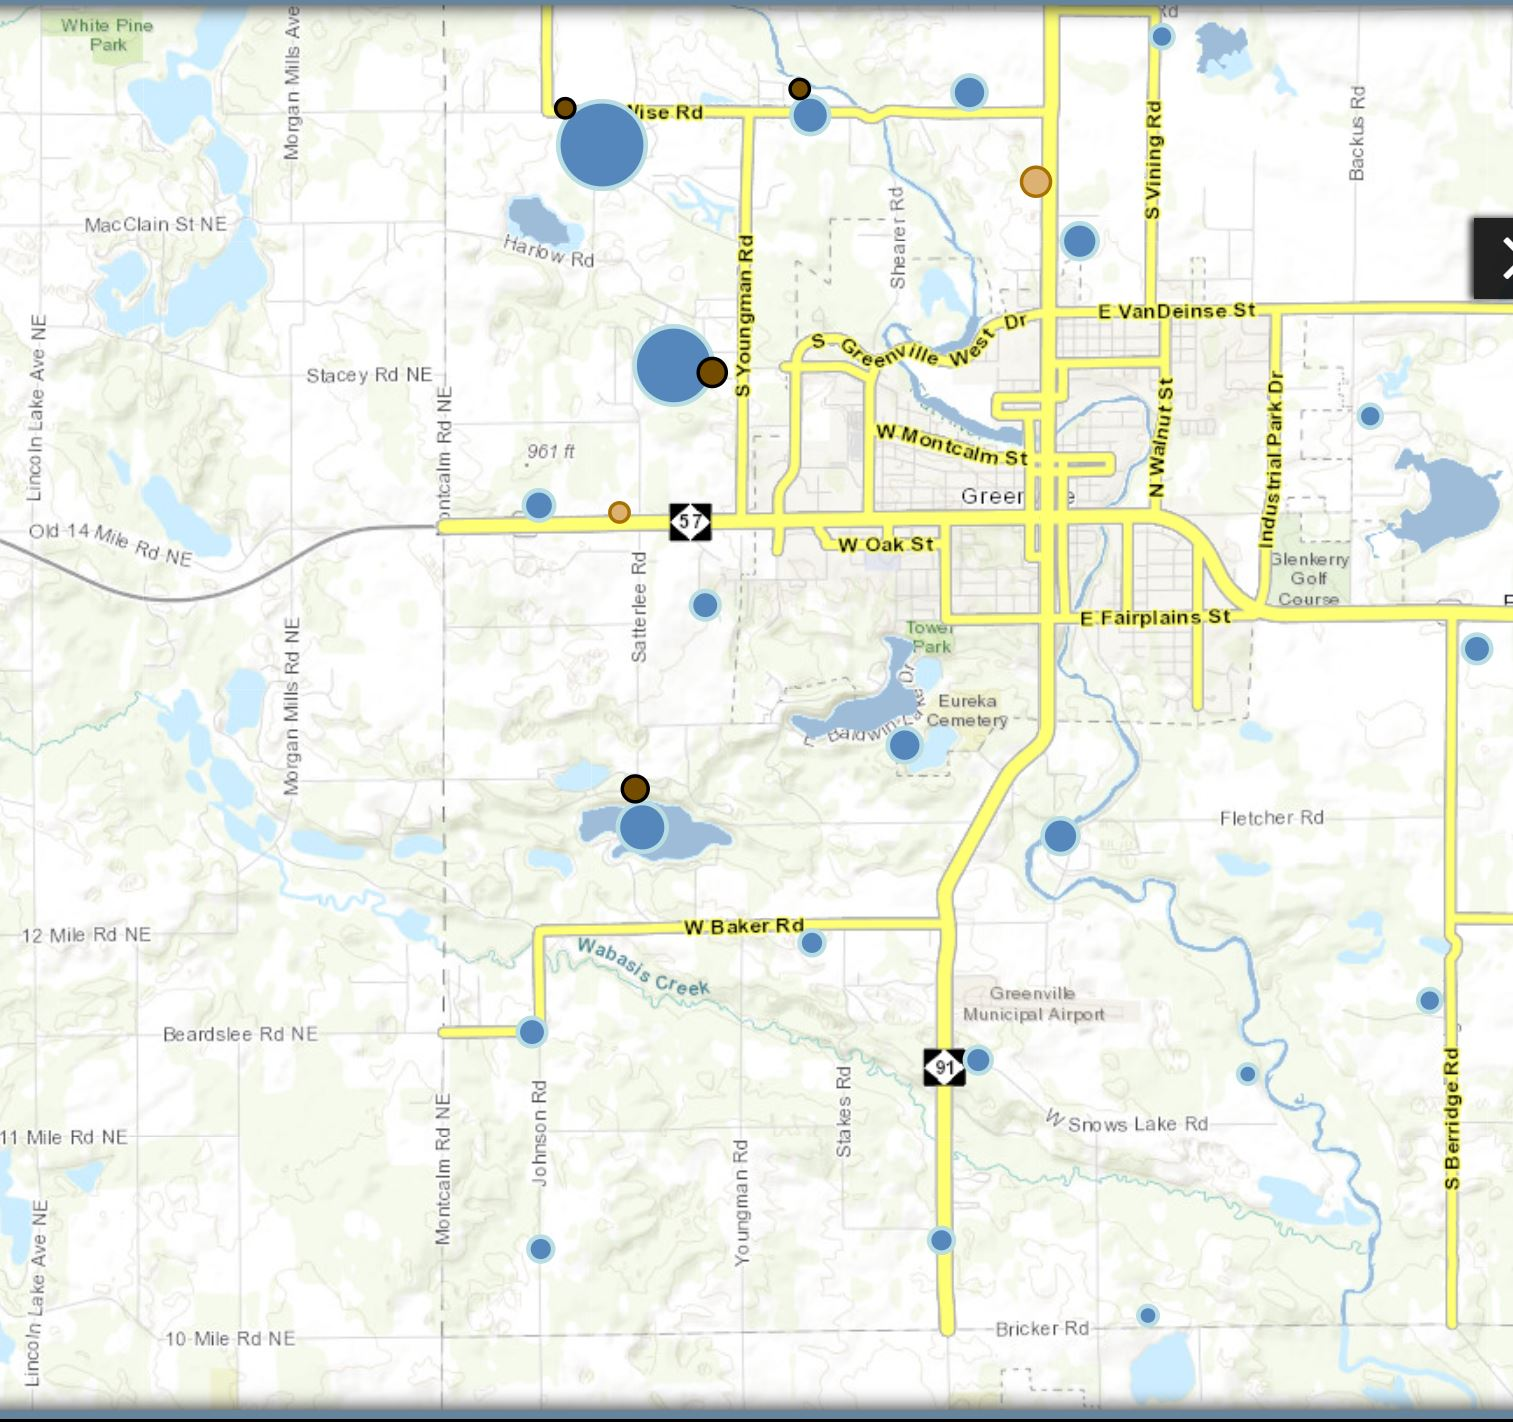 White Pine
Park
Morgan Mills Ave
Rd
Wise Rd
S Vining Rd
Backus Rd
MacClain St NE
Harlow Rd
Shearer Rd
S Youngman Rd
S Greenville West Dr
E VanDeinse St
Lincoln Lake Ave NE
Stacey Rd NE
Montcalm Rd NE
961 ft
W Montcalm St
N Walnut St
Industrial Park Dr
57
Old 14 Mile Rd NE
W Oak St
Glenkerry
Golf
Course
Satterlee Rd
E Fairplains St
Tower
Park
Morgan Mills Rd NE
Eureka
Cemetery
E Baldwin Lake Dr
Fletcher Rd
W Baker Rd
12 Mile Rd NE
Wabasis Creek
Greenville
Municipal Airport
Beardslee Rd NE
91
S Berridge Rd
Montcalm Rd NE
Johnson Rd
Stakes Rd
W Snows Lake Rd
11 Mile Rd NE
Youngman Rd
Lincoln Lake Ave NE
10 Mile Rd NE
Bricker Rd